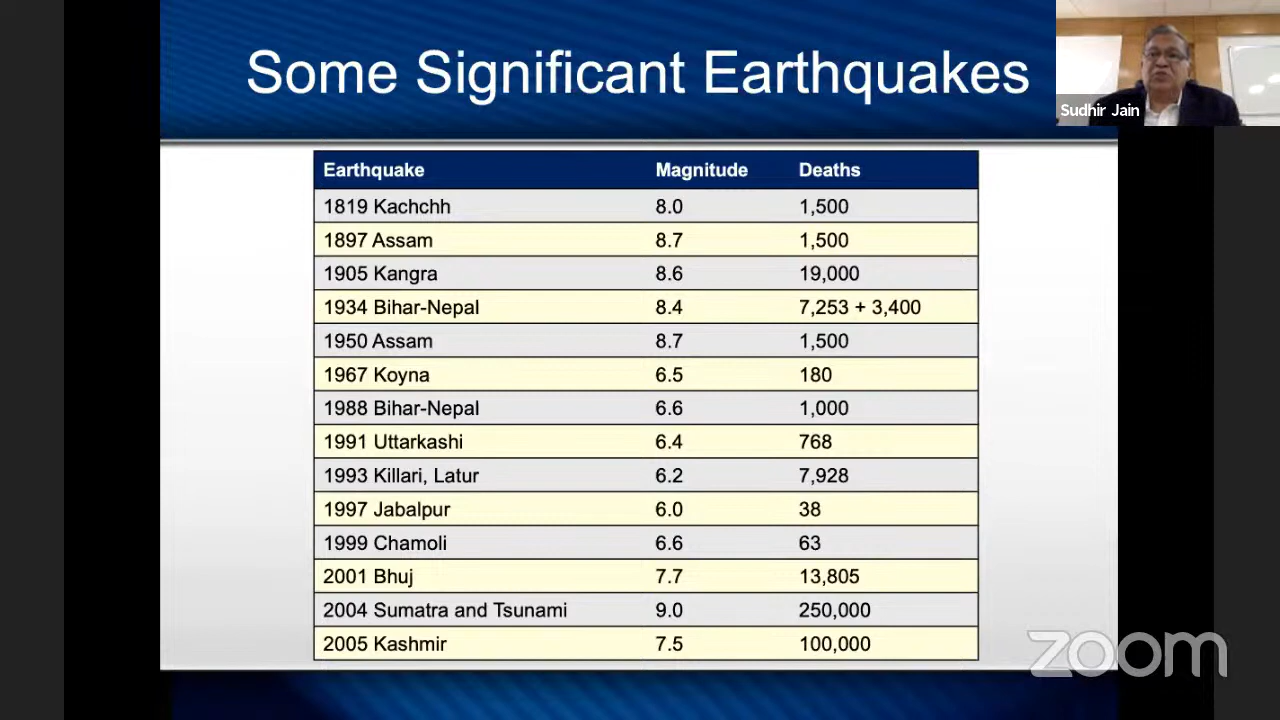 Some Significant Earthquakes
Sudhir Jain
Earthquake Magnitude Deaths
1819 Kachchh 8.0 1,500
1897 Assam 8.7 1,500
1905 Kangra 8.6 19,000
1934 Bihar-Nepal 8.4 7,253 + 3,400
1950 Assam 8.7 1,500
1967 Koyna 6.5 180
1988 Bihar-Nepal 6.6 1,000
1991 Uttarkashi 6.4 768
1993 Killari, Latur 6.2 7,928
1997 Jabalpur 6.0 38
1999 Chamoli 6.6 63
2001 Bhuj 7.7 13,805
2004 Sumatra and Tsunami 9.0 250,000
2005 Kashmir 7.5 100,000
zoom